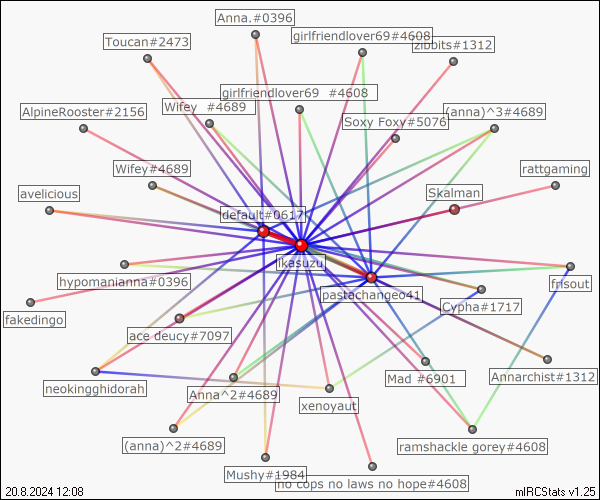 Anna.#0396
Toucan#2473
girlfriendlover69#4608
zibbits#1312
girlfriendlover69 #4608
Wifey #4689
AlpineRooster#2156
(anna)^3#4689
Soxy Foxy#5076
Wifey#4689
rattgaming
avelicious
Skalman
default#0617
ikasuzu
hypomanianna#0396
pastachangeo41
frisout
Cypha#1717
fakedingo
ace deucy#7097
Mad #6901
Annarchist#1312
neokingghidorah
Anna^2#4689
xenoyaut
(anna)^2#4689
ramshackle gorey#4608
Mushy#1984
no cops no laws no hope#4608
20.8.2024 12:08
mIRCStats v1.25